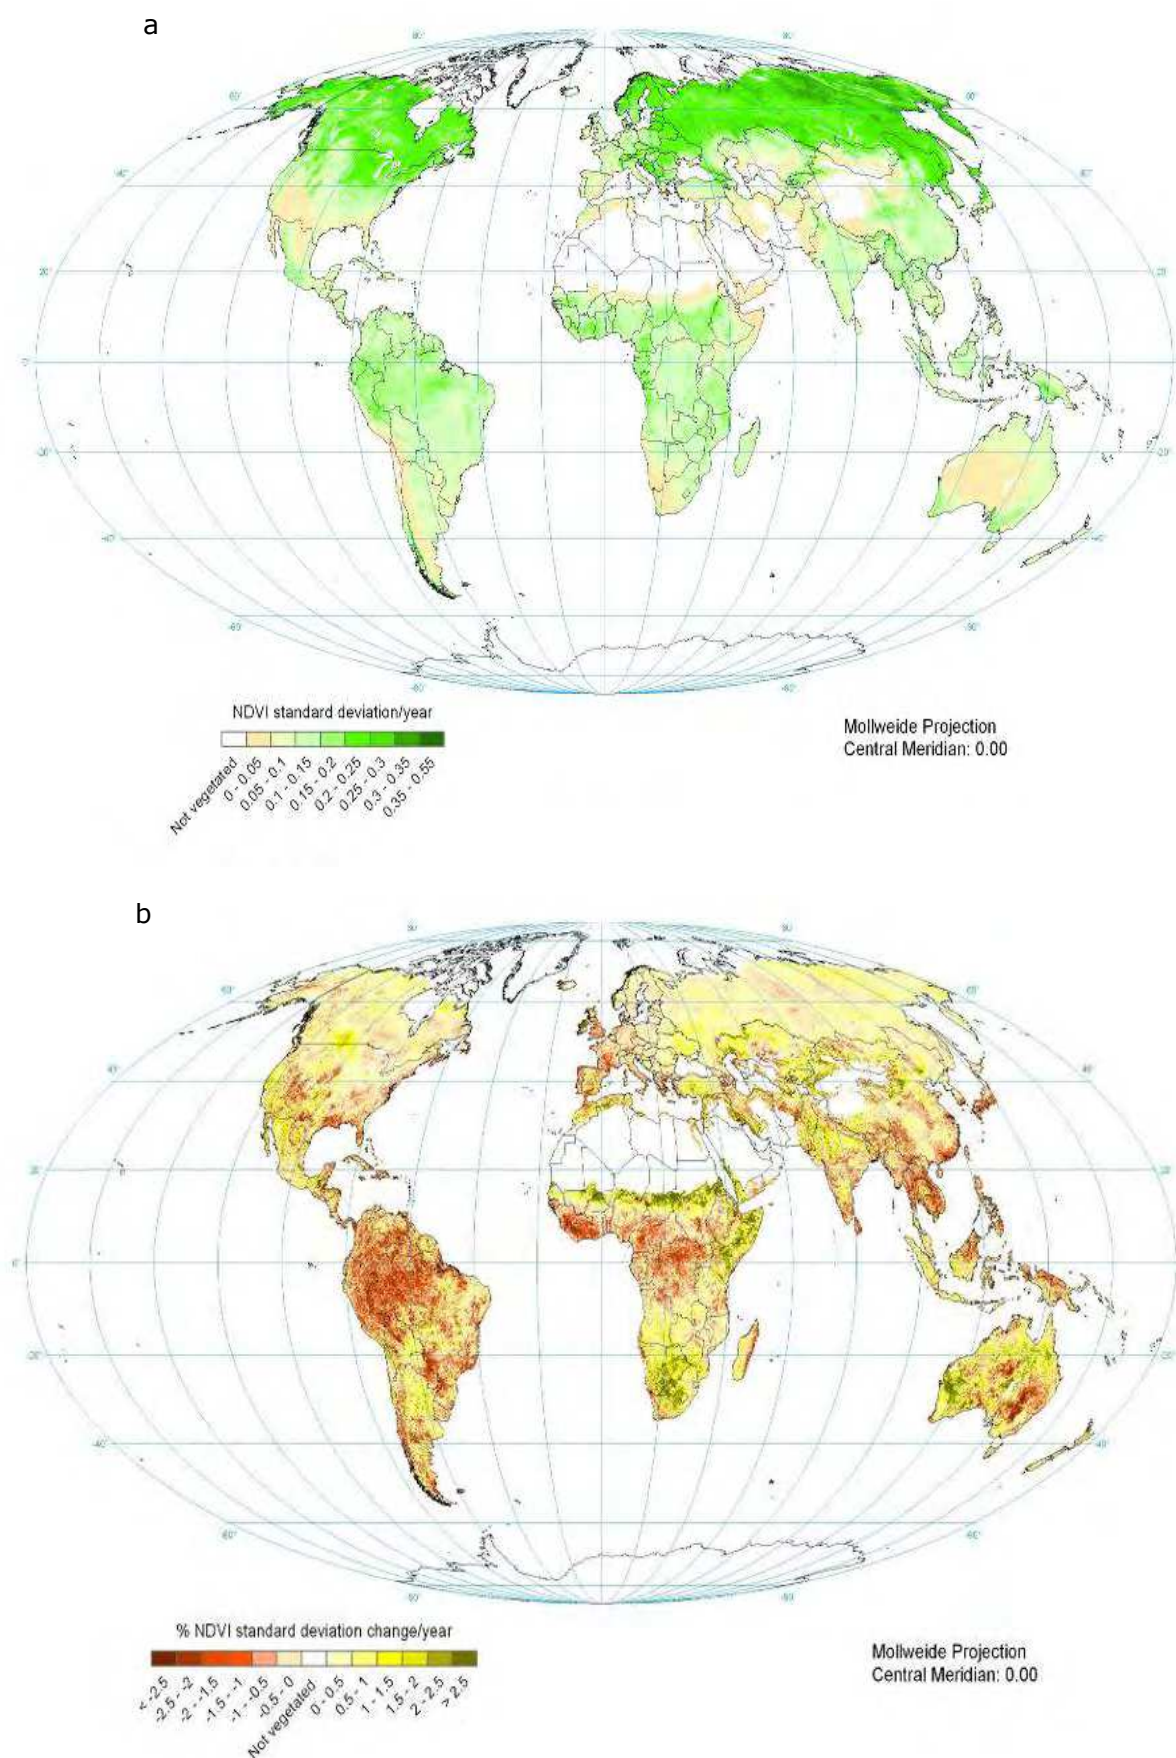 a
NDVI standard deviation/year
Not vegetated
0 - 0.05
0.05 - 0.1
0.1 - 0.15
0.15 - 0.2
0.2 - 0.25
0.25 - 0.3
0.3 - 0.35
0.35 - 0.55
Mollweide Projection
Central Meridian: 0.00
b
% NDVI standard deviation change/year
< -2.5
-2.5 - -2
-2 - -1.5
-1.5 - -1
-1 - -0.5
-0.5 - 0
Not vegetated
0 - 0.5
0.5 - 1
1 - 1.5
1.5 - 2
2 - 2.5
> 2.5
Mollweide Projection
Central Meridian: 0.00